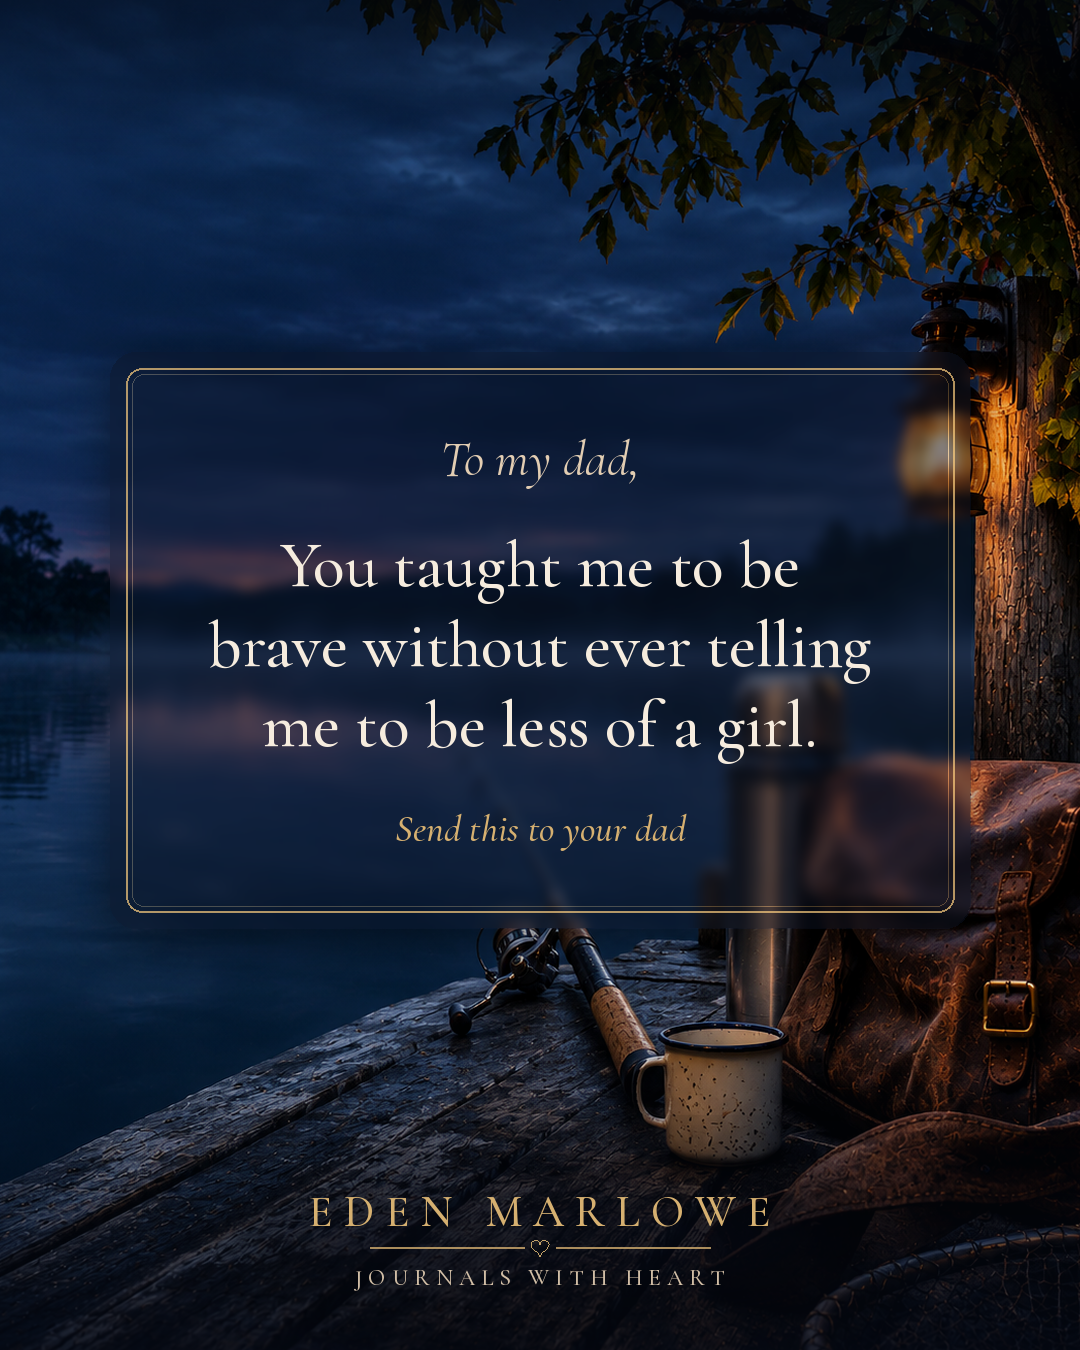 To my dad,
You taught me to be
brave without ever telling
me to be less of a girl.
Send this to your dad
EDEN MARLOWE
JOURNALS WITH HEART